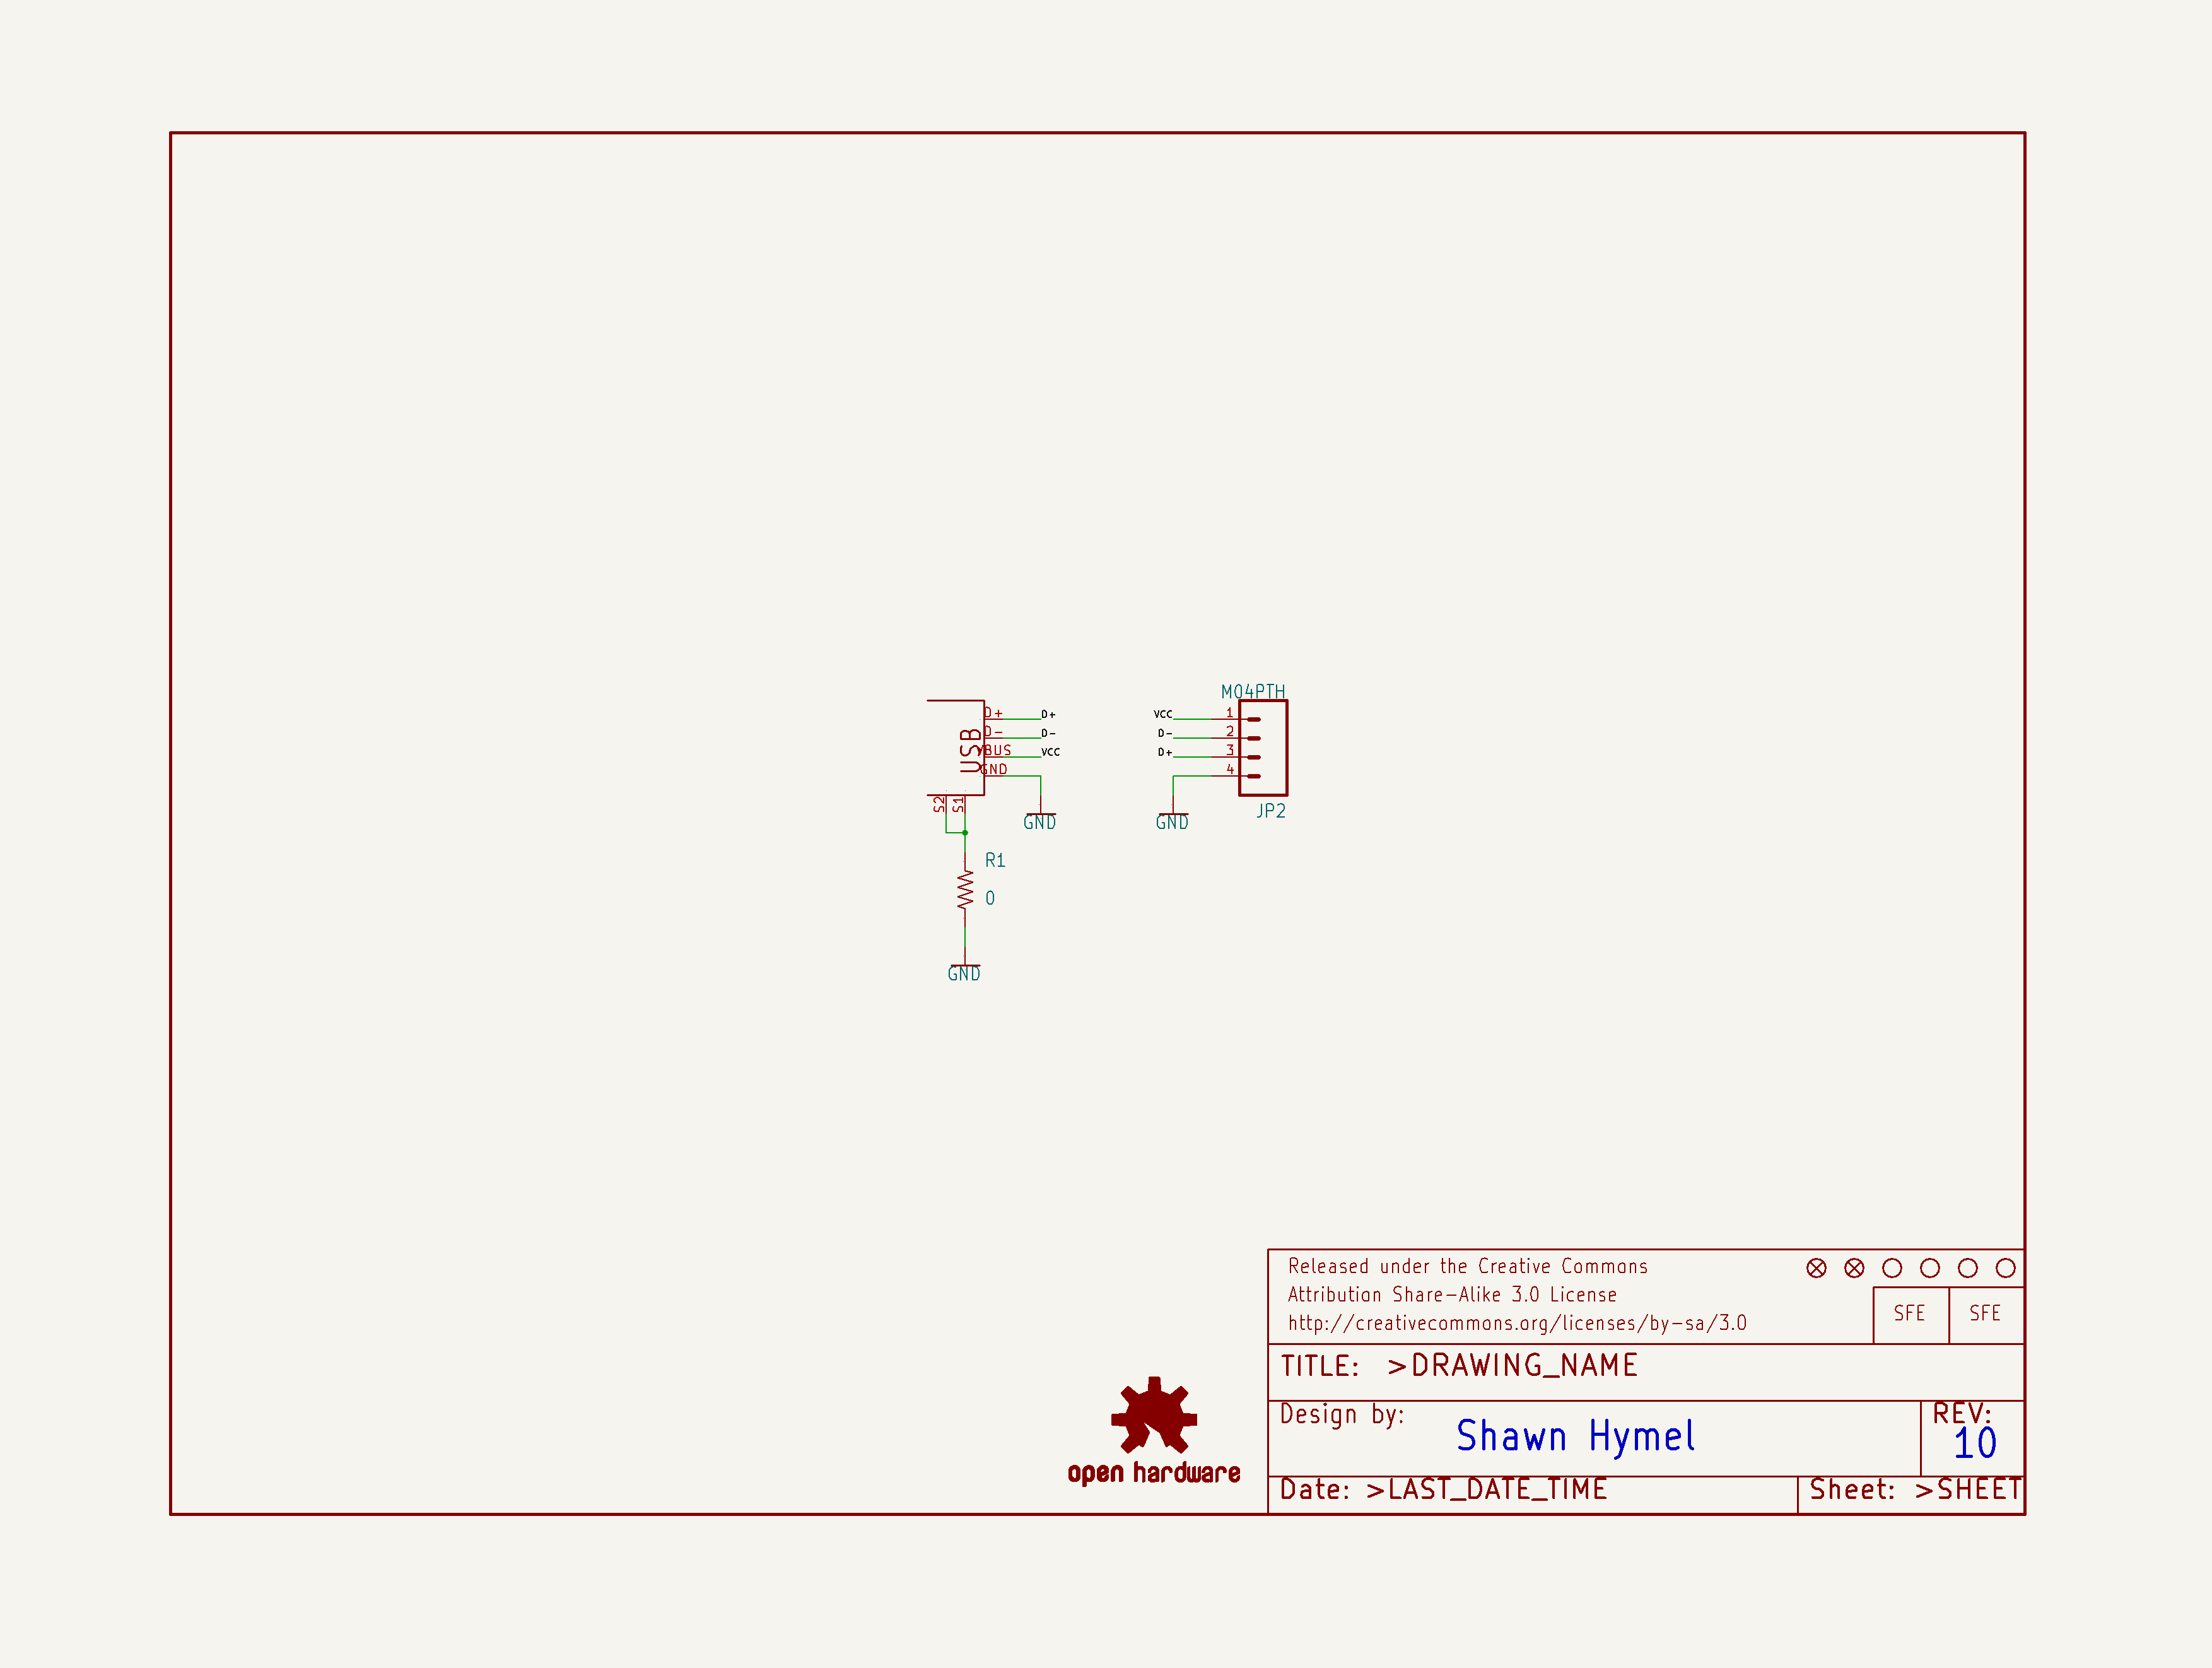 M04PTH
USB
D+
D-
VBUS
GND
D+
D-
VCC
VCC
D-
D+
1
2
3
4
S2
S1
GND
GND
JP2
R1
0
GND
Released under the Creative Commons
Attribution Share-Alike 3.0 License
http://creativecommons.org/licenses/by-sa/3.0
SFE
SFE
TITLE: >DRAWING_NAME
Design by:
Shawn Hymel
REV:
10
Date: >LAST_DATE_TIME
Sheet: >SHEET
open hardware